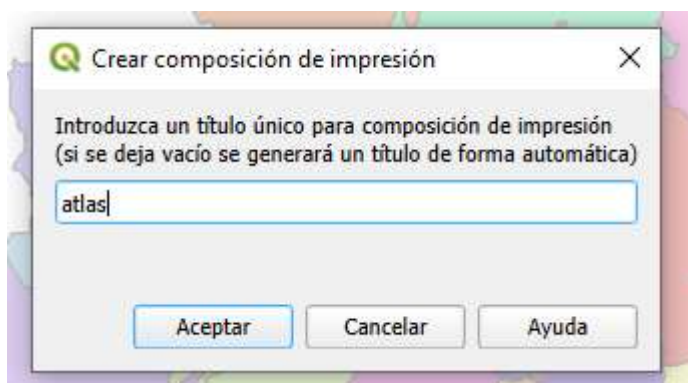 Crear composición de impresión
Introduzca un título único para composición de impresión
(si se deja vacío se generará un título de forma automática)
atlas
Aceptar Cancelar Ayuda